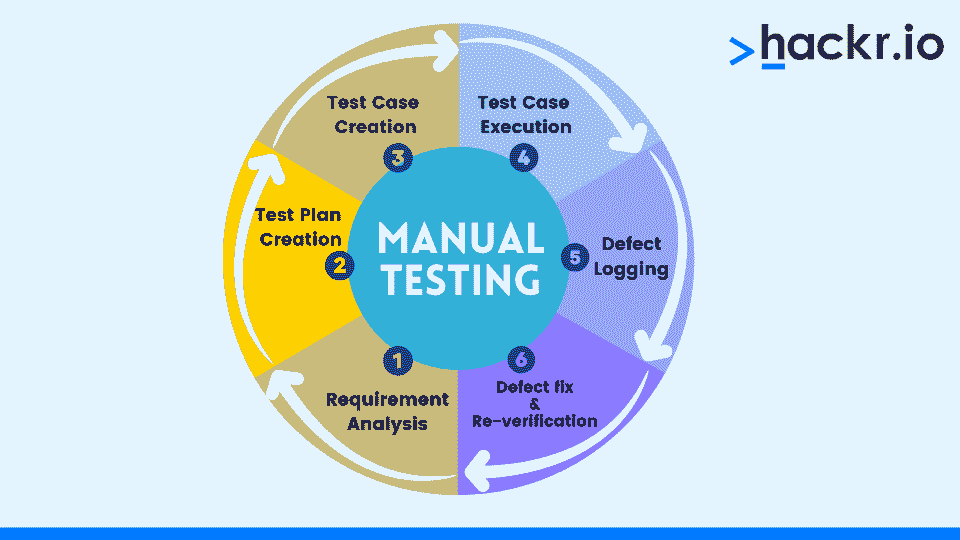 >hackr.io
Test Case
Creation
3
Test Case
Execution
4
Test Plan
Creation
2
MANUAL
TESTING
5
Defect
Logging
1
Requirement
Analysis
6
Defect fix
&
Re-verification